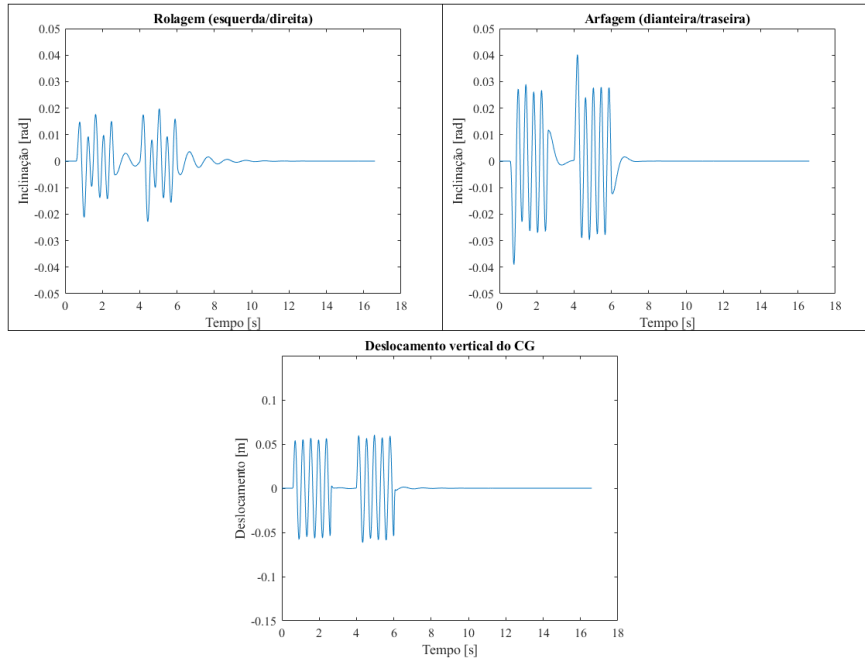 Rolagem (esquerda/direita)
0.05
0.04
0.03
0.02
0.01
0
-0.01
-0.02
-0.03
-0.04
-0.05
Inclinação [rad]
0 2 4 6 8 10 12 14 16 18
Tempo [s]
Arfagem (dianteira/traseira)
0.05
0.04
0.03
0.02
0.01
0
-0.01
-0.02
-0.03
-0.04
-0.05
Inclinação [rad]
0 2 4 6 8 10 12 14 16 18
Tempo [s]
Deslocamento vertical do CG
0.1
0.05
0
-0.05
-0.1
-0.15
Deslocamento [m]
0 2 4 6 8 10 12 14 16 18
Tempo [s]